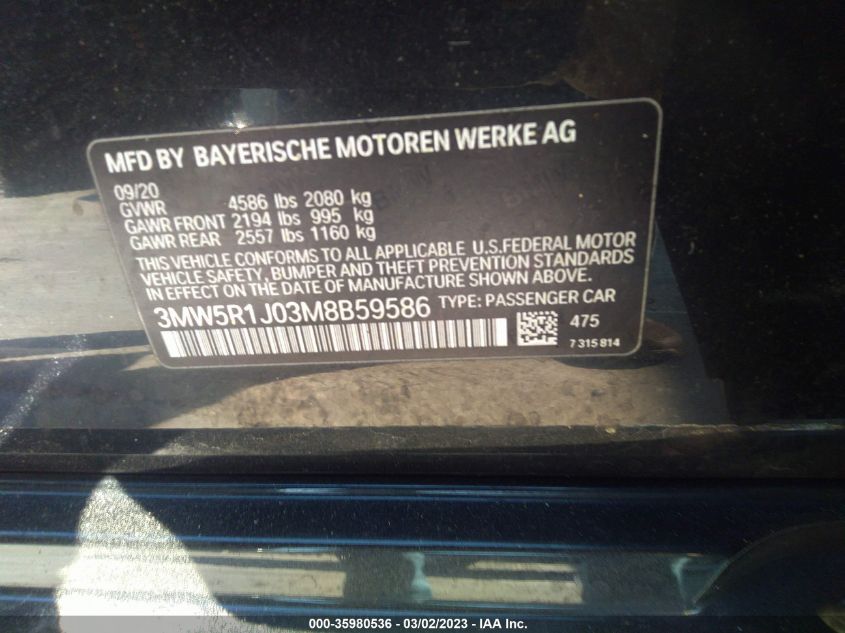 MFD BY BAYERISCHE MOTOREN WERKE AG
09/20
GVWR 4586 lbs 2080 kg
GAWR FRONT 2194 lbs 995 kg
GAWR REAR 2557 lbs 1160 kg
THIS VEHICLE CONFORMS TO ALL APPLICABLE U.S.FEDERAL MOTOR
VEHICLE SAFETY, BUMPER AND THEFT PREVENTION STANDARDS
IN EFFECT ON THE DATE OF MANUFACTURE SHOWN ABOVE.
3MW5R1J03M8B59586 TYPE: PASSENGER CAR
475
7 315 814
000-35980536 - 03/02/2023 - IAA Inc.